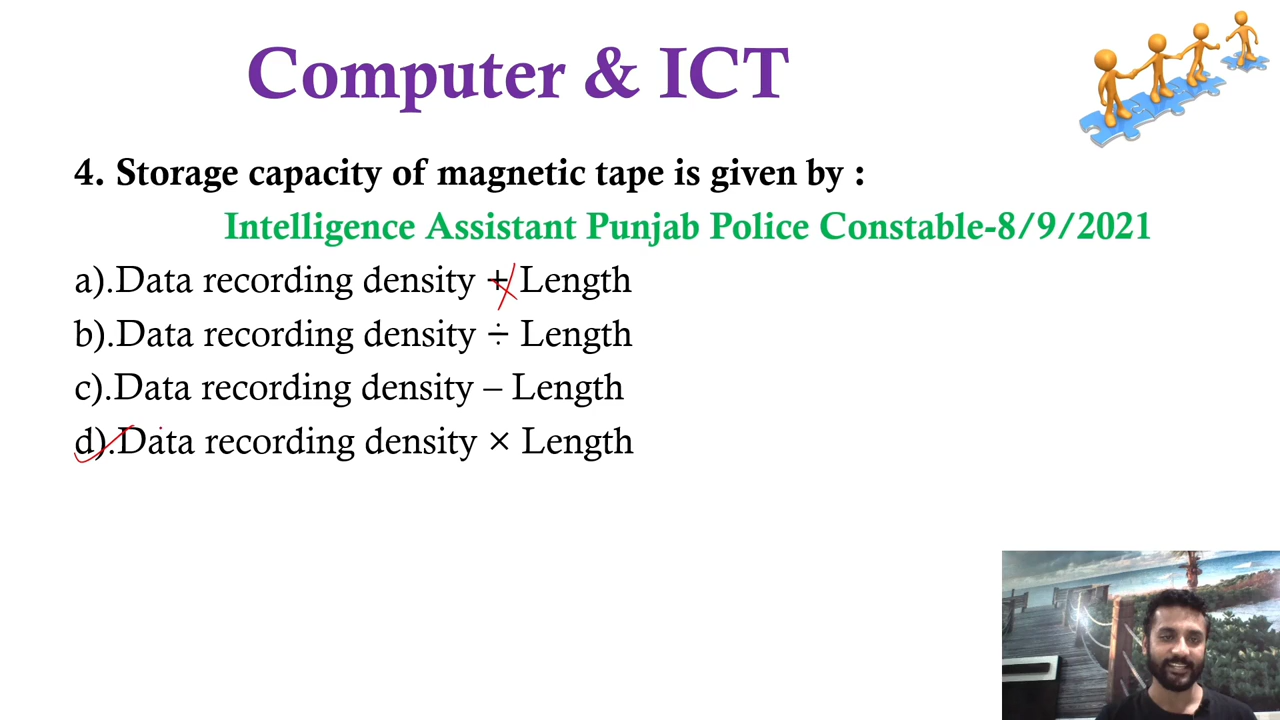 Computer & ICT
4. Storage capacity of magnetic tape is given by :
Intelligence Assistant Punjab Police Constable-8/9/2021
a).Data recording density + Length
b).Data recording density ÷ Length
c).Data recording density – Length
d).Data recording density × Length